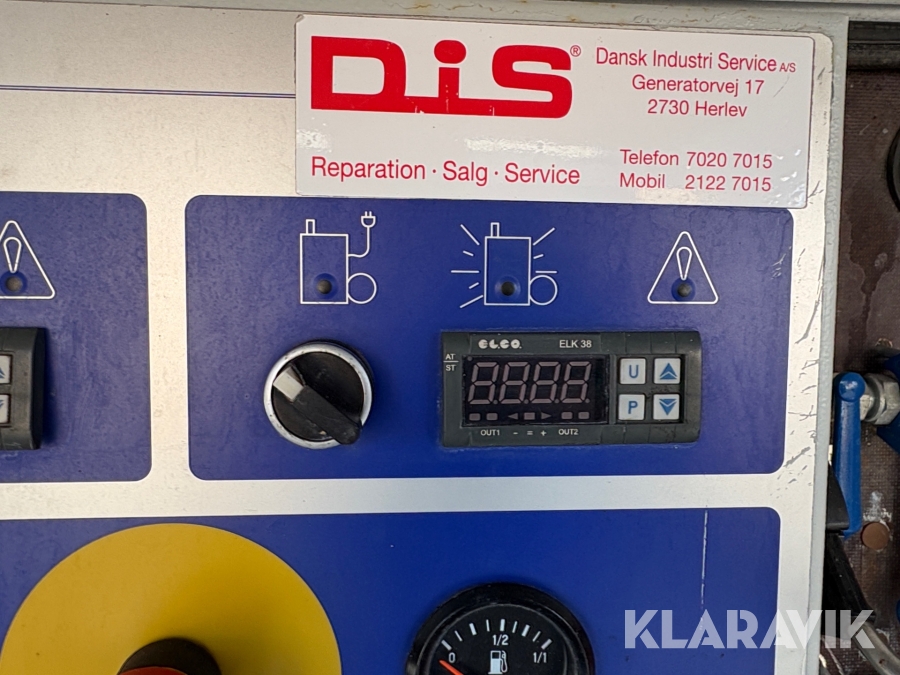 DiS®
Dansk Industri Service A/S
Generatorvej 17
2730 Herlev
Reparation · Salg · Service
Telefon 7020 7015
Mobil 2122 7015
ELCO ELK 38
AT
ST
8.8.8.8.
U
P
OUT1 - = + OUT2
0 1/2 1/1
KLARAVIK